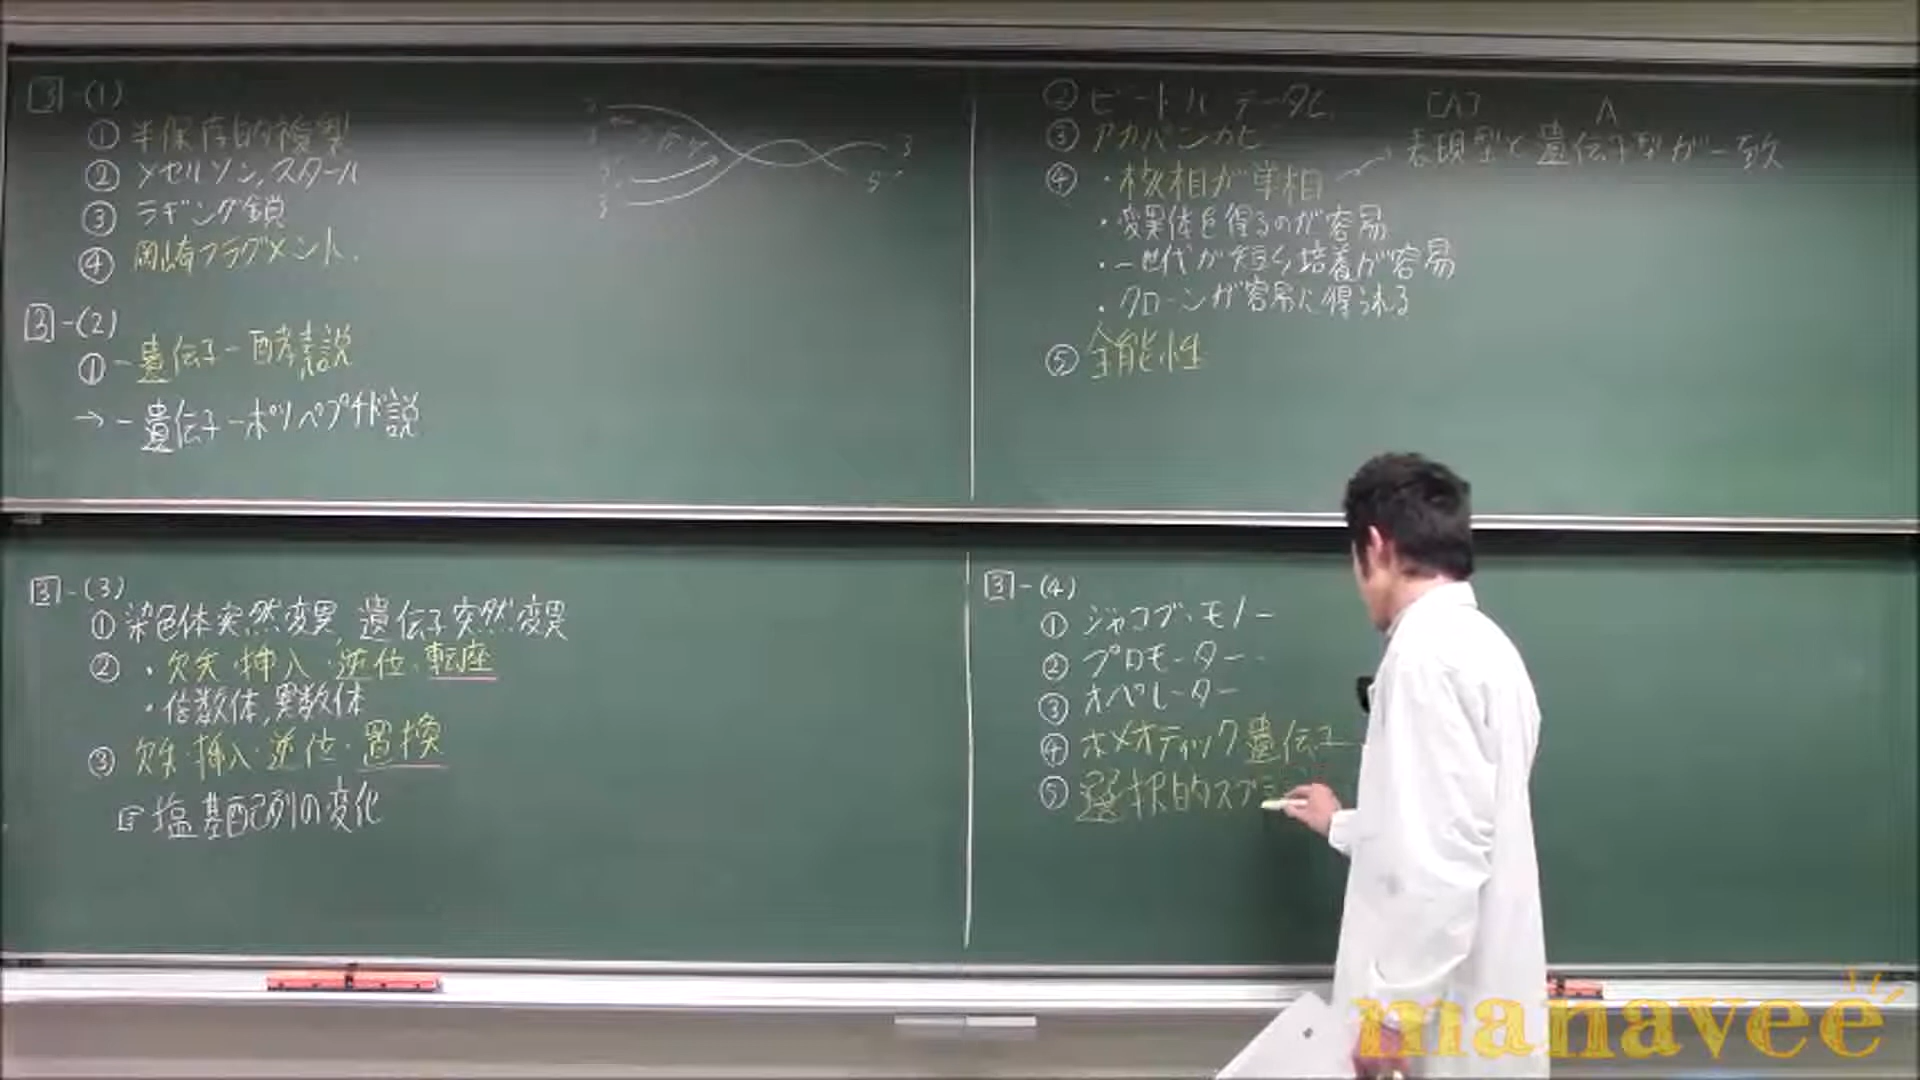 3-(1)
① 半保存的複製
② メセルソン,スタール
③ ラギング鎖
④ 岡崎フラグメント.
3-(2)
① 一遺伝子一酵素説
→ 一遺伝子一ポリペプチド説
3
5
② ビードル テータム
[A] A
③ アカパンカビ
④ ・核相が単相
表現型と遺伝子型が一致
・変異体を得るのが容易
・一世代が短く培養が容易
・クローンが容易に得られる
⑤ 全能性
3-(3)
① 染色体突然変異, 遺伝子突然変異
② ・欠失・挿入・逆位・転座
・倍数体,異数体
③ 欠失・挿入・逆位・置換
塩基配列の変化
3-(4)
① ジャコブ・モノー
② プロモーター
③ オペレーター
④ ホメオティック遺伝子
⑤ 選択的スプラ
manavee